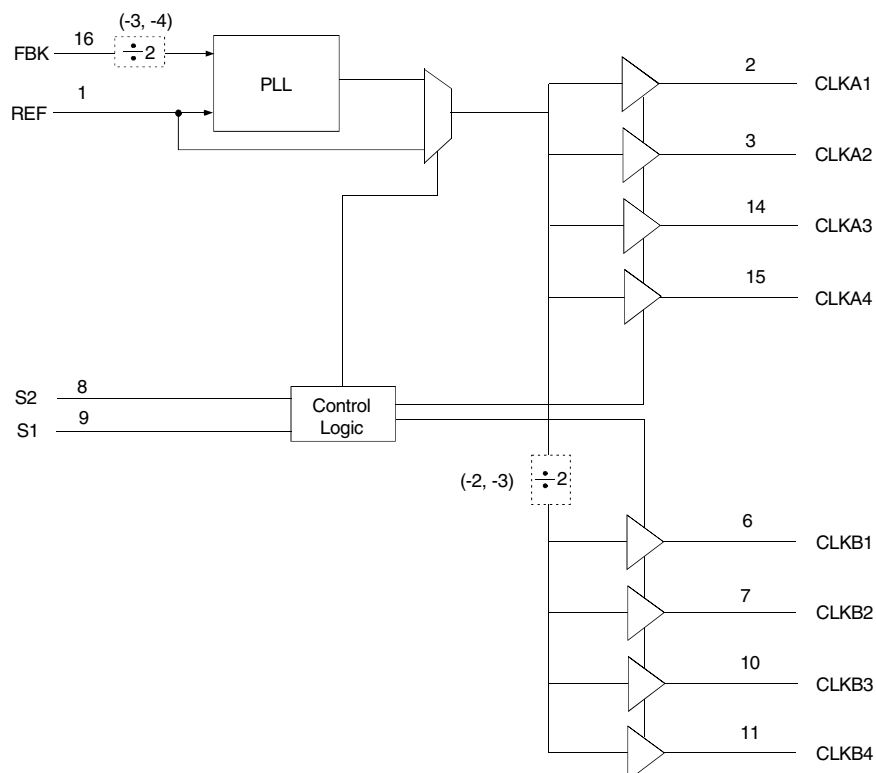 (-3, -4)
FBK 16 ÷2
PLL
REF 1
2 CLKA1
3 CLKA2
14 CLKA3
15 CLKA4
S2 8
S1 9
Control
Logic
(-2, -3) ÷2
6 CLKB1
7 CLKB2
10 CLKB3
11 CLKB4